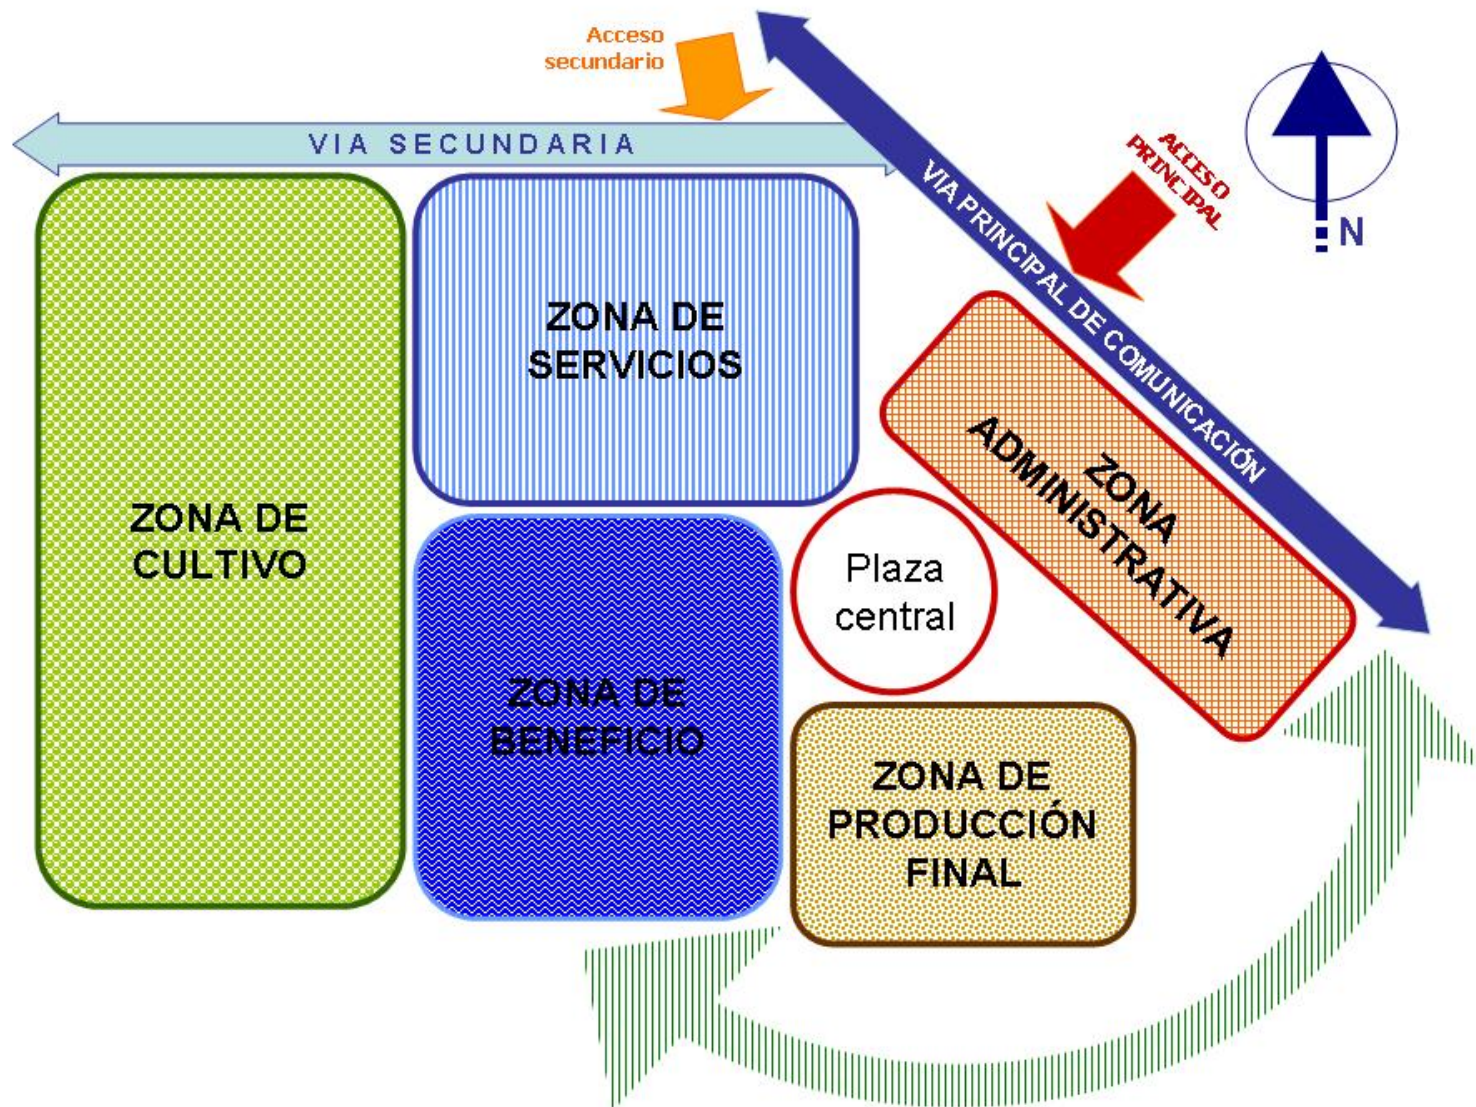 Acceso
secundario
VIA SECUNDARIA
ACCESO
PRINCIPAL
VIA PRINCIPAL DE COMUNICACIÓN
N
ZONA DE
SERVICIOS
ZONA
ADMINISTRATIVA
ZONA DE
CULTIVO
Plaza
central
ZONA DE
BENEFICIO
ZONA DE
PRODUCCIÓN
FINAL